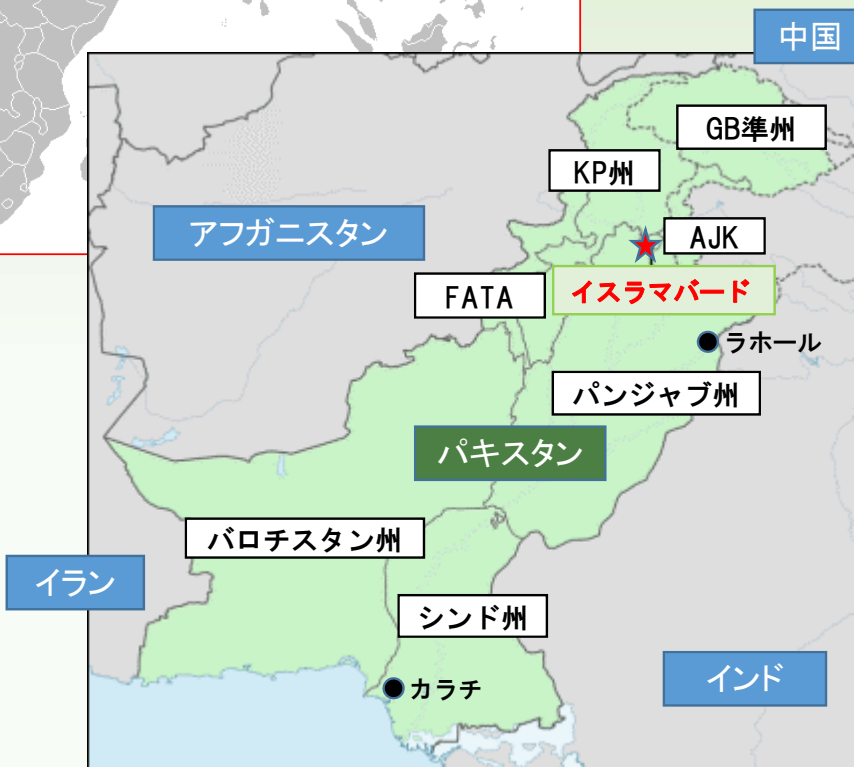 中国
GB準州
KP州
アフガニスタン
AJK
FATA
イスラマバード
ラホール
パンジャブ州
パキスタン
バロチスタン州
イラン
シンド州
インド
カラチ